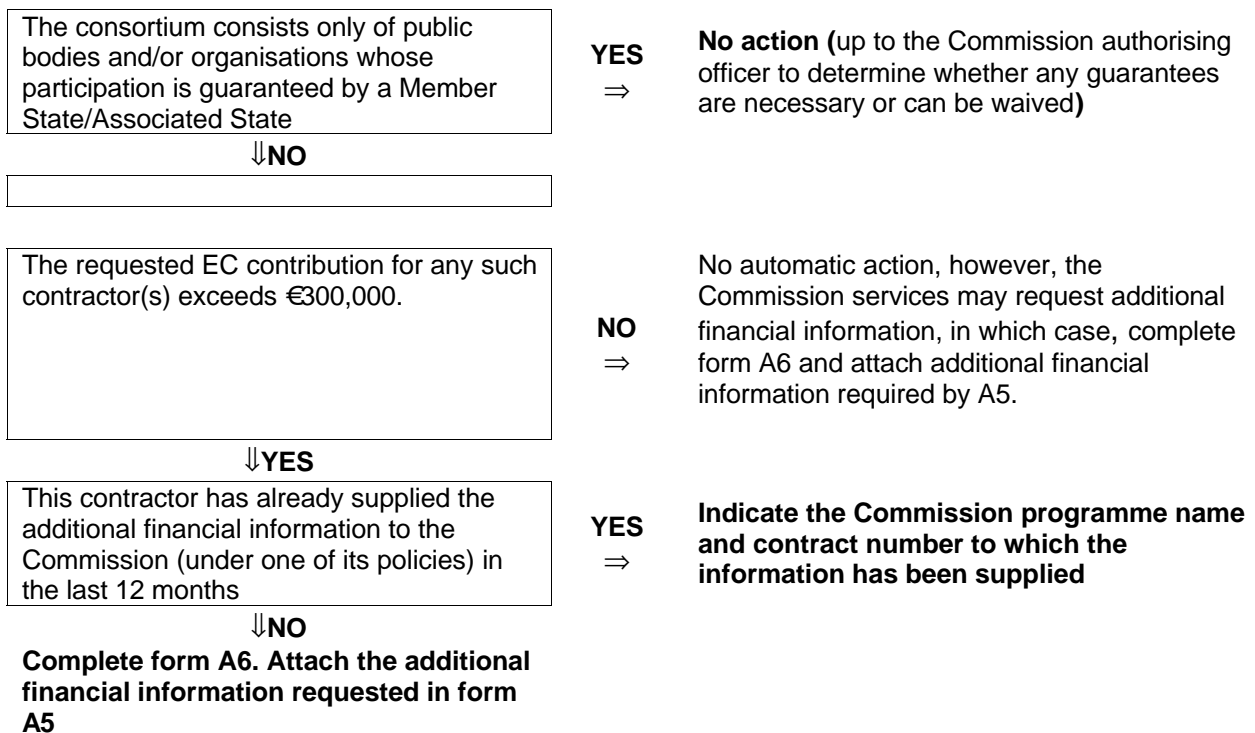 The consortium consists only of public
bodies and/or organisations whose
participation is guaranteed by a Member
State/Associated State
YES
⇒
No action (up to the Commission authorising
officer to determine whether any guarantees
are necessary or can be waived)
⇓NO
The requested EC contribution for any such
contractor(s) exceeds €300,000.
NO
⇒
No automatic action, however, the
Commission services may request additional
financial information, in which case, complete
form A6 and attach additional financial
information required by A5.
⇓YES
This contractor has already supplied the
additional financial information to the
Commission (under one of its policies) in
the last 12 months
YES
⇒
Indicate the Commission programme name
and contract number to which the
information has been supplied
⇓NO
Complete form A6. Attach the additional
financial information requested in form
A5